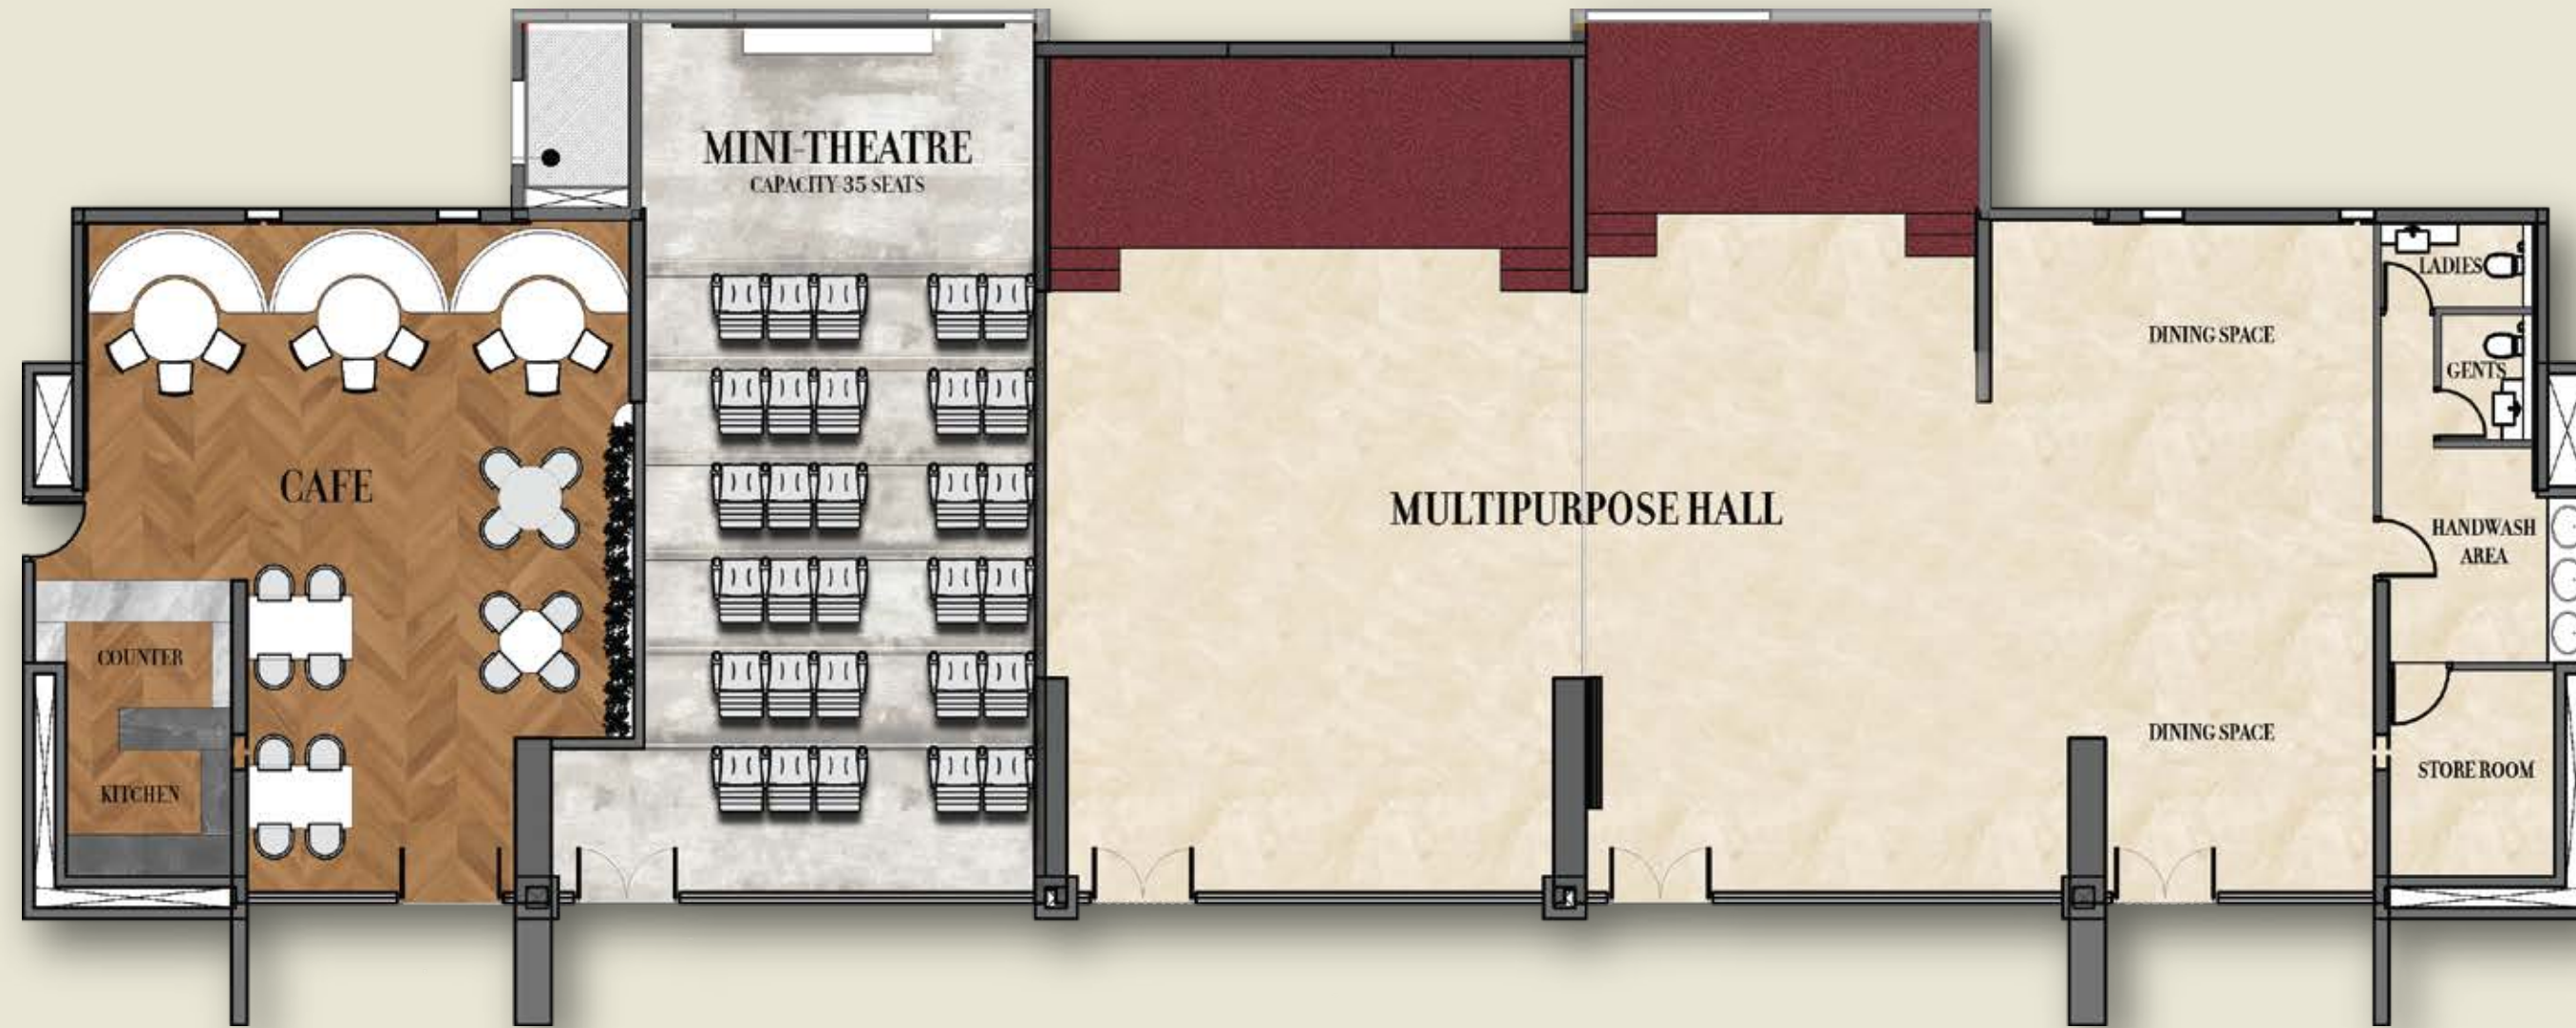 MINI-THEATRE
CAPACITY-35 SEATS
CAFE
COUNTER
KITCHEN
MULTIPURPOSE HALL
DINING SPACE
DINING SPACE
LADIES
GENTS
HANDWASH
AREA
STORE ROOM